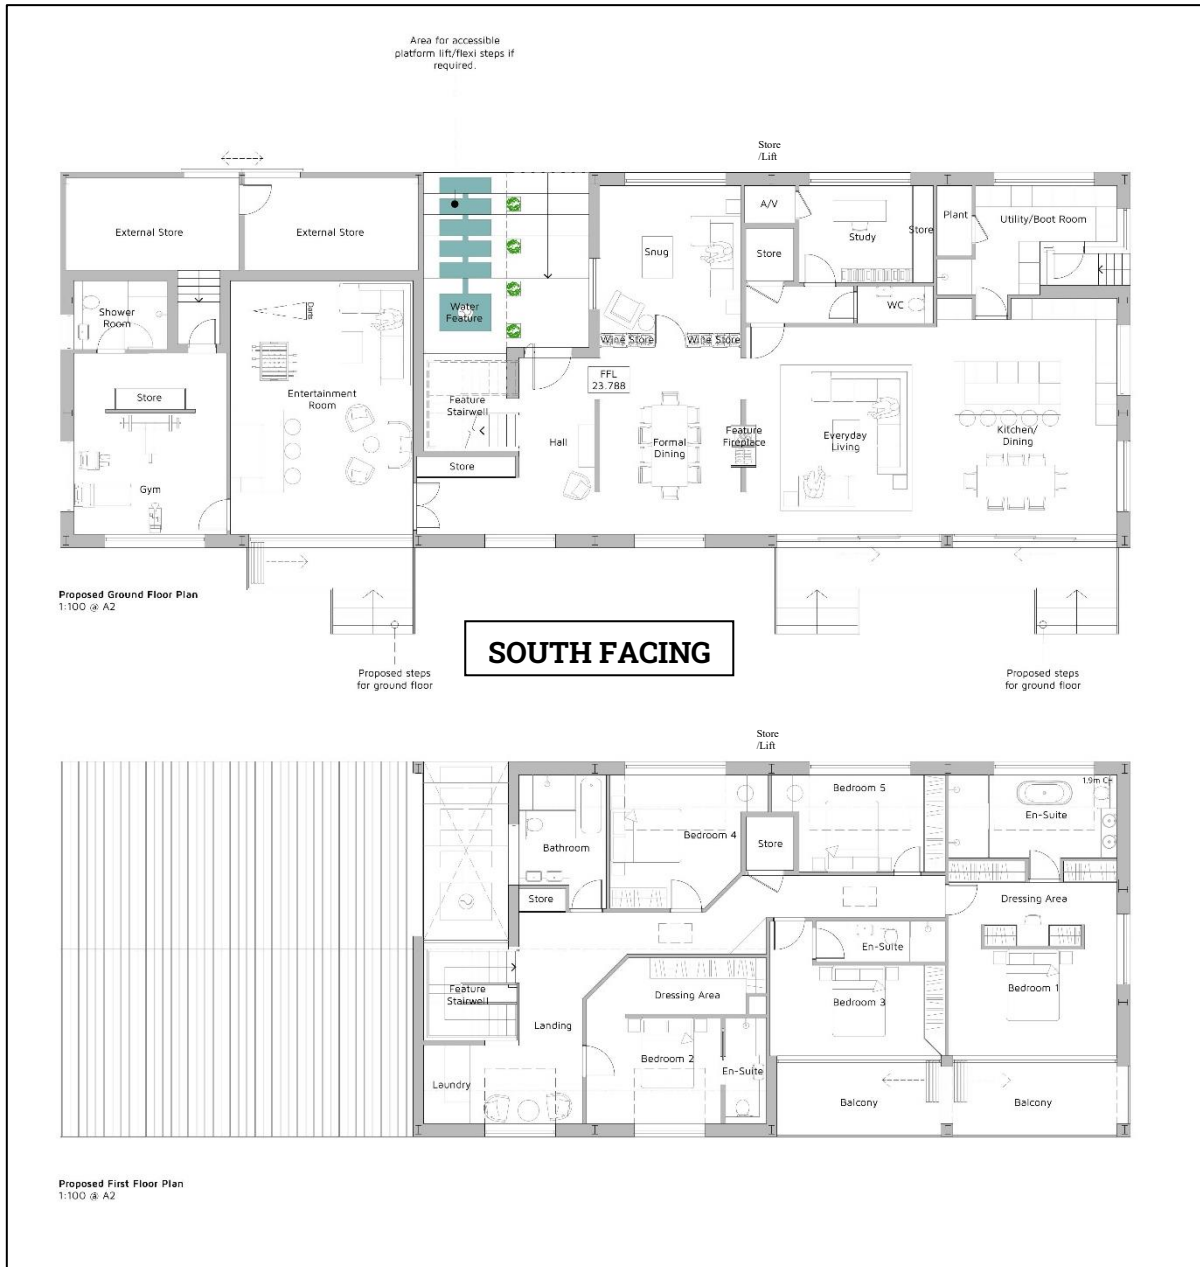 Area for accessible
platform lift/flexi steps if
required.
Store
/Lift
External Store
External Store
A/V
Study
Store
Plant
Utility/Boot Room
Snug
Store
Shower
Room
Darts
Water
Feature
WC
Wine Store
Wine Store
FFL
23.788
Store
Entertainment
Room
Feature
Stairwell
Hall
Formal
Dining
Feature
Fireplace
Everyday
Living
Kitchen/
Dining
Store
Gym
Proposed Ground Floor Plan
1:100 @ A2
SOUTH FACING
Proposed steps
for ground floor
Proposed steps
for ground floor
Store
/Lift
Bedroom 5
1.9m CH
En-Suite
Bedroom 4
Bathroom
Store
Store
Dressing Area
En-Suite
Feature
Stairwell
Dressing Area
Bedroom 3
Bedroom 1
Landing
Bedroom 2
En-Suite
Laundry
Balcony
Balcony
Proposed First Floor Plan
1:100 @ A2